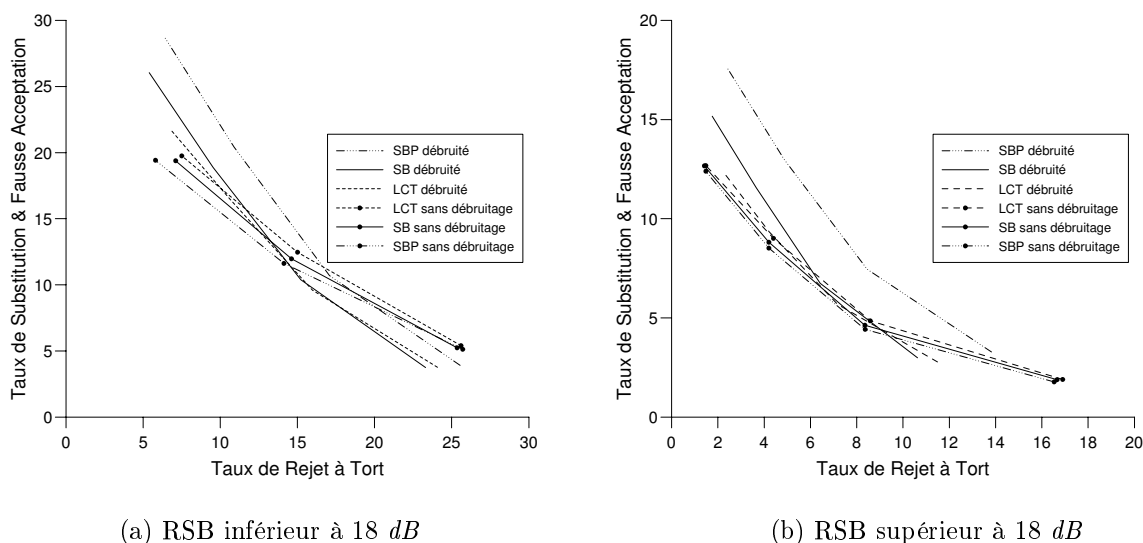 Taux de Substitution & Fausse Acceptation
30
25
20
15
10
5
0
SBP débruité
SB débruité
LCT débruité
LCT sans débruitage
SB sans débruitage
SBP sans débruitage
0 5 10 15 20 25 30
Taux de Rejet à Tort
(a) RSB inférieur à 18 dB
Taux de Substitution & Fausse Acceptation
20
15
10
5
0
SBP débruité
SB débruité
LCT débruité
LCT sans débruitage
SB sans débruitage
SBP sans débruitage
0 2 4 6 8 10 12 14 16 18 20
Taux de Rejet à Tort
(b) RSB supérieur à 18 dB